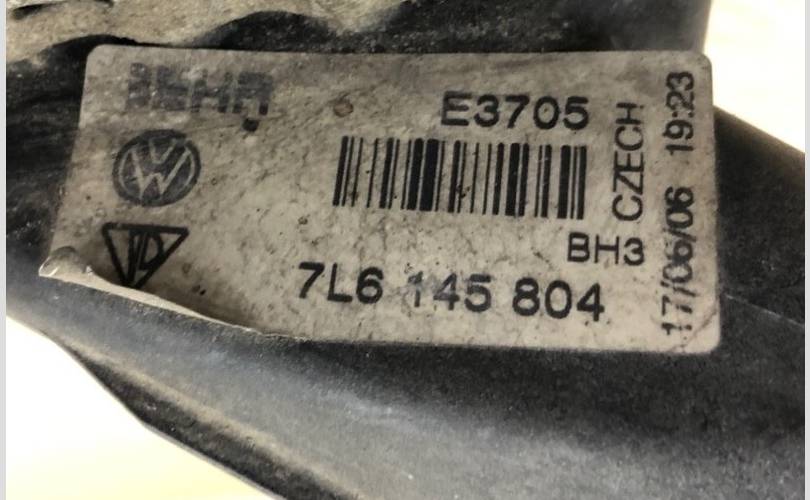 BEHR
E3705
BH3
7L6 145 804
CZECH
17/06/06 19:23